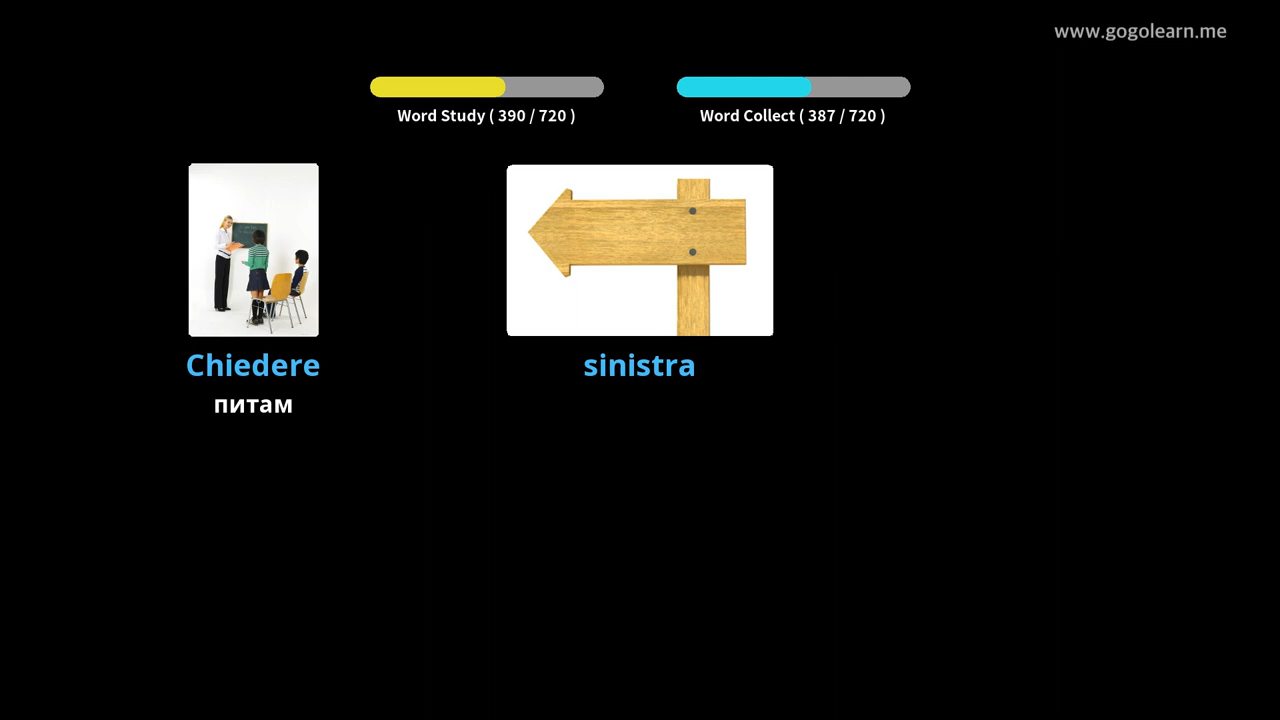 www.gogolearn.me
Word Study ( 390 / 720 )
Word Collect ( 387 / 720 )
Chiedere
питам
sinistra